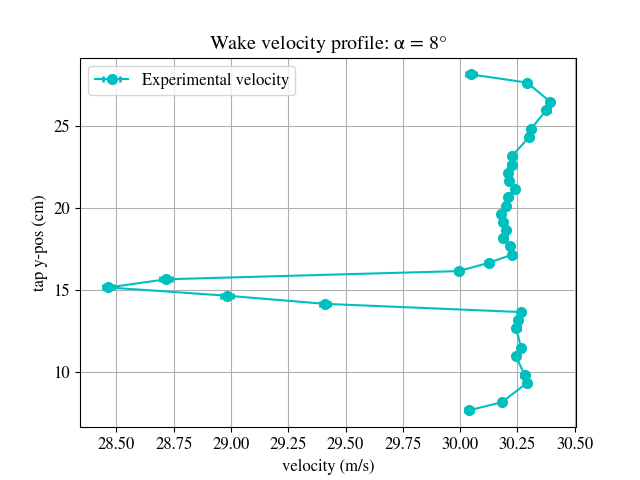 Wake velocity profile: α = 8°
Experimental velocity
25
20
15
10
tap y-pos (cm)
28.50 28.75 29.00 29.25 29.50 29.75 30.00 30.25 30.50
velocity (m/s)